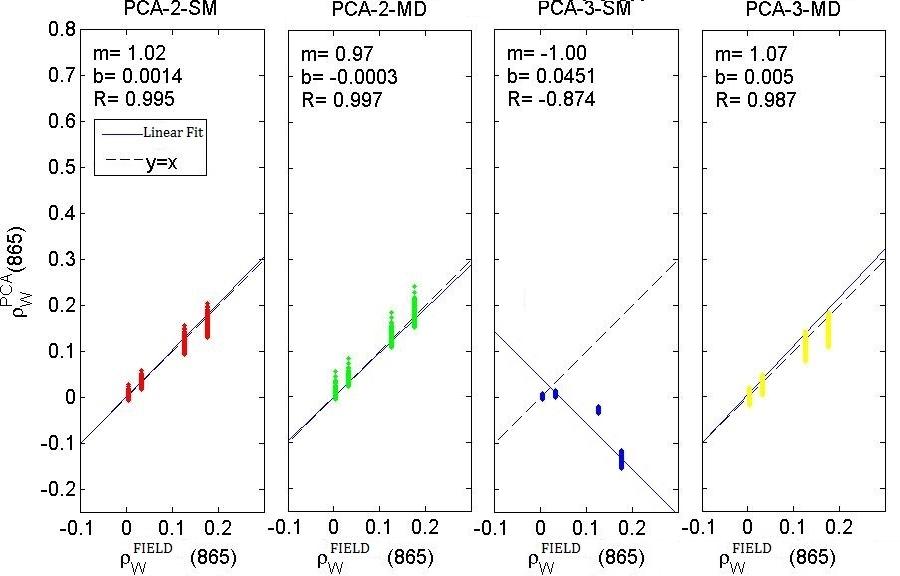 PCA-2-SM
PCA-2-MD
PCA-3-SM
PCA-3-MD
m= 1.02
b= 0.0014
R= 0.995
Linear Fit
y=x
m= 0.97
b= -0.0003
R= 0.997
m= -1.00
b= 0.0451
R= -0.874
m= 1.07
b= 0.005
R= 0.987
0.8
0.7
0.6
0.5
0.4
0.3
0.2
0.1
0
-0.1
-0.2
ρW PCA (865)
-0.1 0 0.1 0.2
-0.1 0 0.1 0.2
-0.1 0 0.1 0.2
-0.1 0 0.1 0.2
ρW FIELD (865)
ρW FIELD (865)
ρW FIELD (865)
ρW FIELD (865)